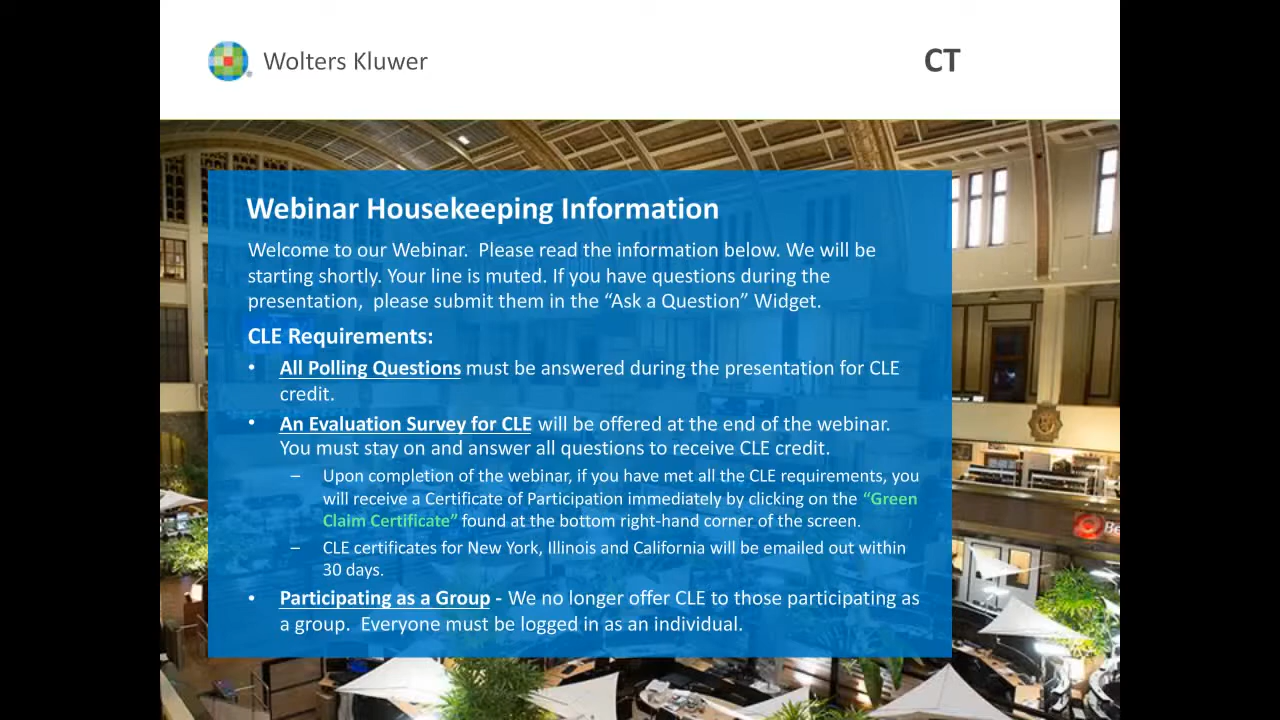 Wolters Kluwer
CT
Webinar Housekeeping Information
Welcome to our Webinar.  Please read the information below. We will be
starting shortly. Your line is muted. If you have questions during the
presentation,  please submit them in the “Ask a Question” Widget.
CLE Requirements:
• All Polling Questions must be answered during the presentation for CLE
credit.
• An Evaluation Survey for CLE will be offered at the end of the webinar.
You must stay on and answer all questions to receive CLE credit.
– Upon completion of the webinar, if you have met all the CLE requirements, you
will receive a Certificate of Participation immediately by clicking on the “Green
Claim Certificate” found at the bottom right-hand corner of the screen.
– CLE certificates for New York, Illinois and California will be emailed out within
30 days.
• Participating as a Group - We no longer offer CLE to those participating as
a group.  Everyone must be logged in as an individual.
Be